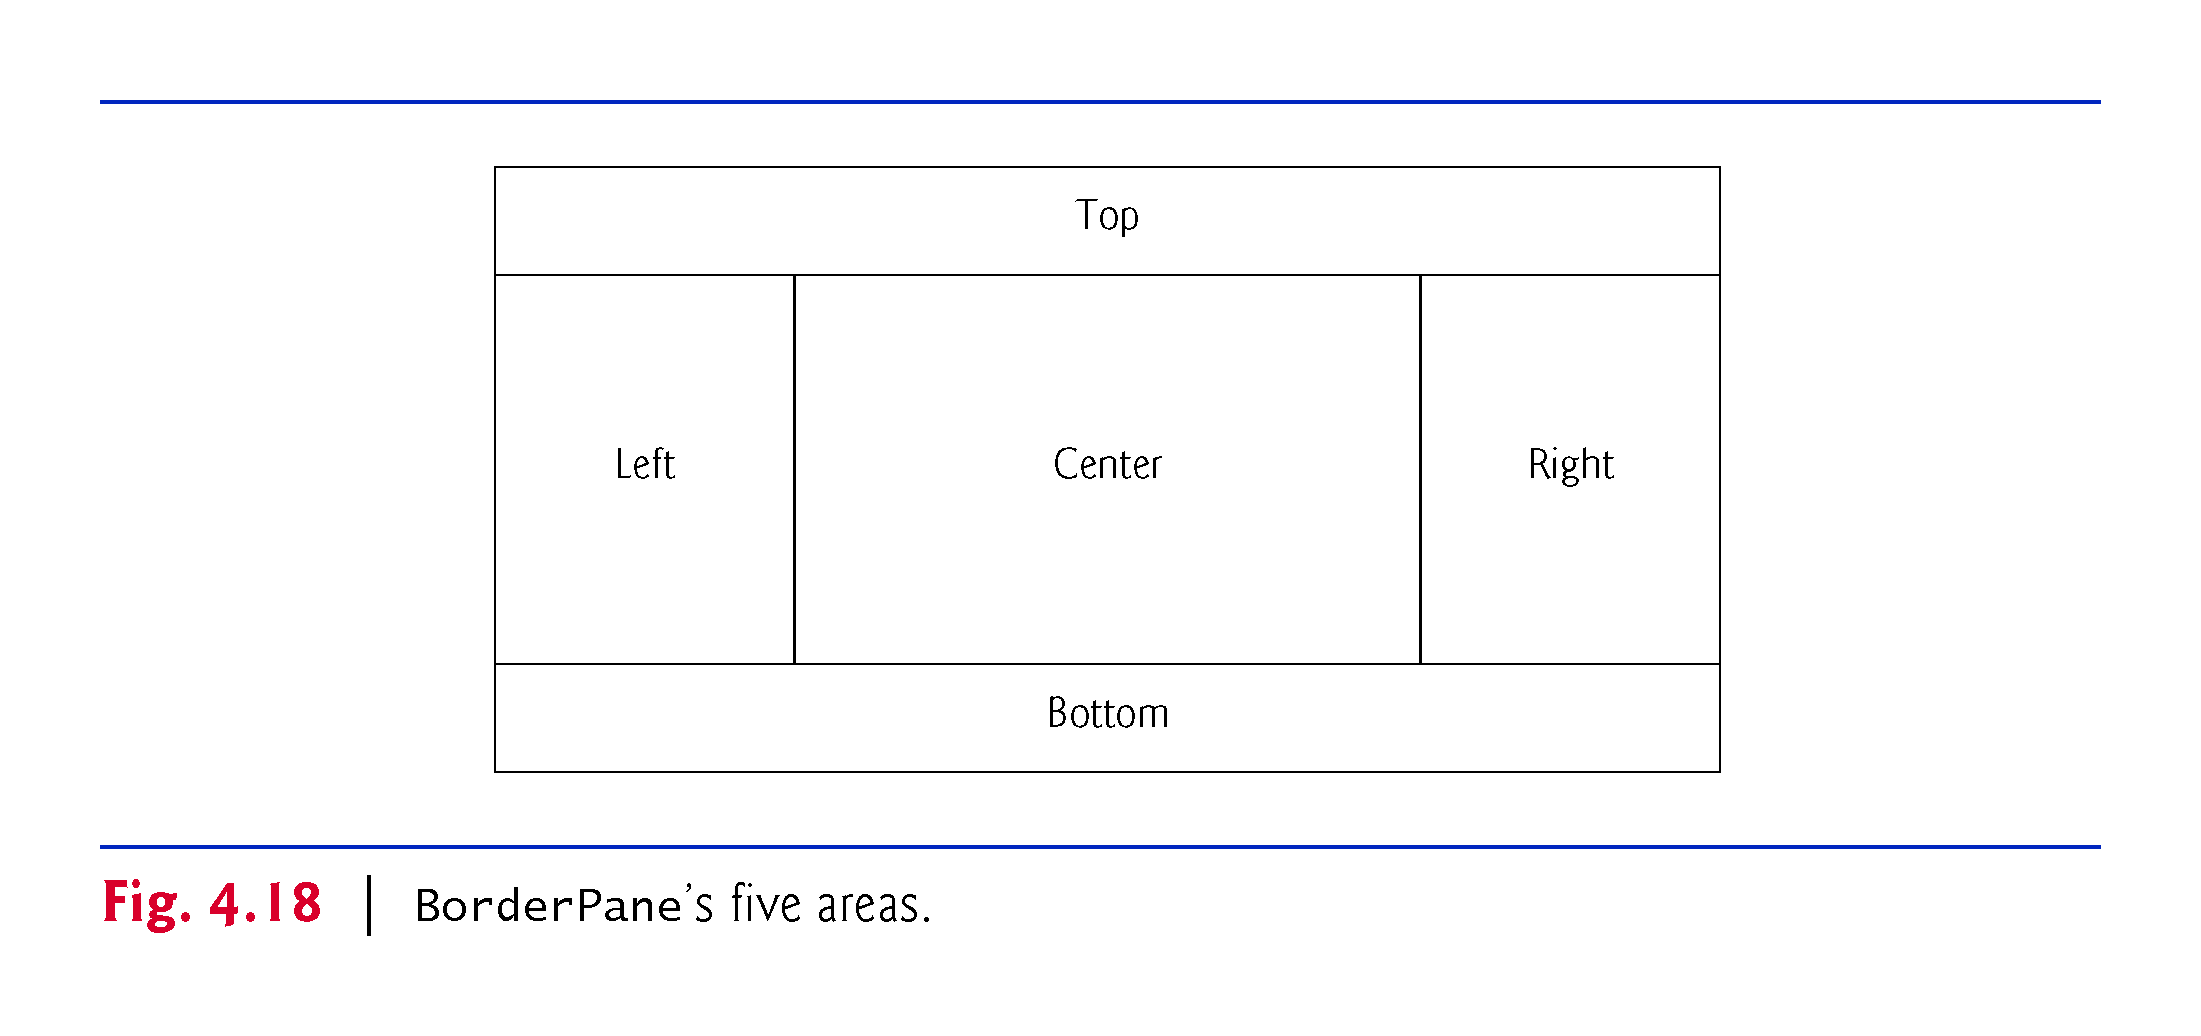 Top
Left Center Right
Bottom
Fig. 4.18 | BorderPane’s five areas.